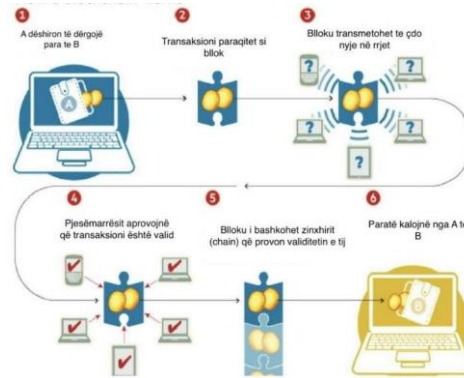 1
A dëshiron të dërgojë
para te B
2
Transaksioni paraqitet si
bllok
3
Blloku transmetohet te çdo
nyje në rrjet
A
?
?
?
?
?
4
Pjesëmarrësit aprovojnë
që transaksioni është valid
5
Blloku i bashkohet zinxhirit
(chain) që provon validitetin e tij
6
Paratë kalojnë nga A te
B
B